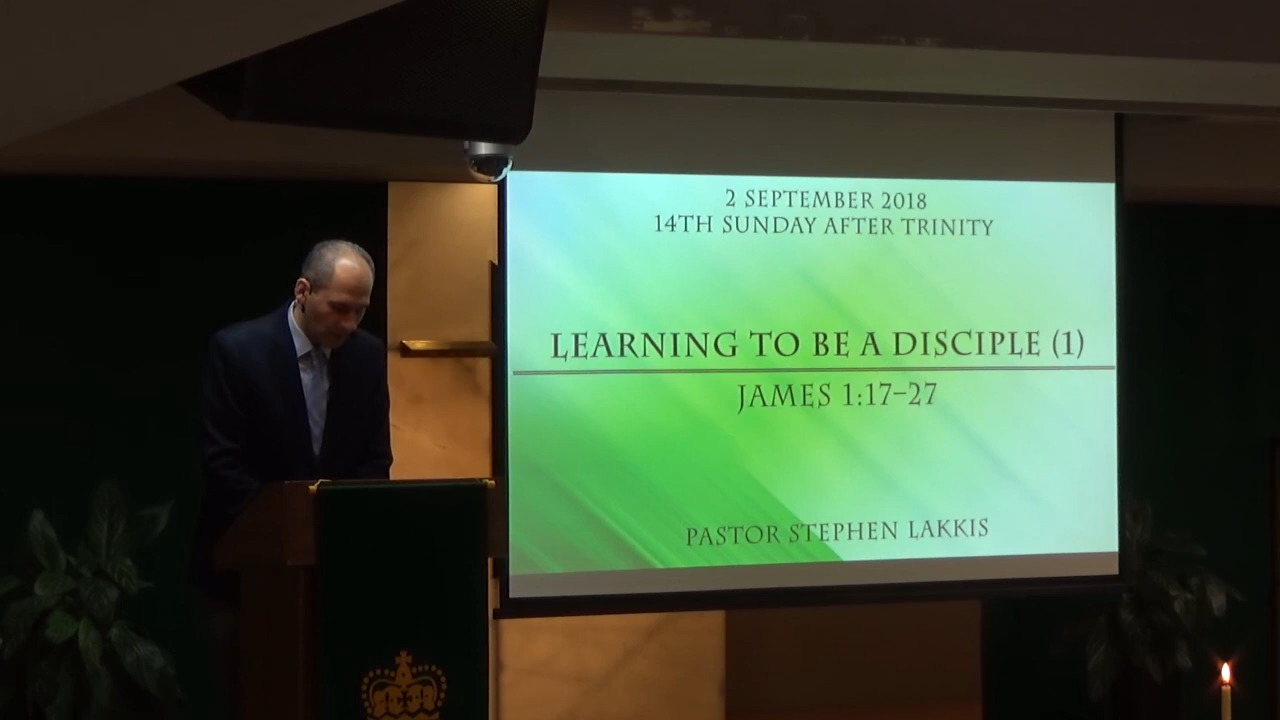 2 SEPTEMBER 2018
14TH SUNDAY AFTER TRINITY
LEARNING TO BE A DISCIPLE (1)
JAMES 1:17–27
PASTOR STEPHEN LAKKIS